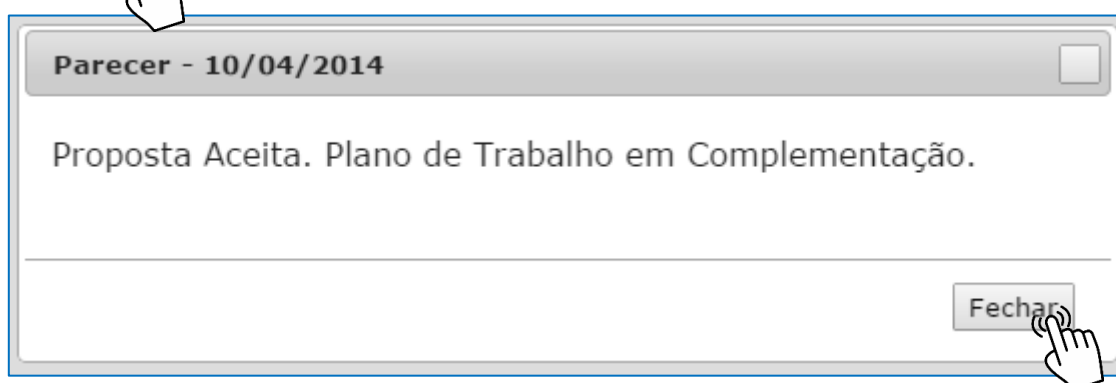 Parecer - 10/04/2014
Proposta Aceita. Plano de Trabalho em Complementação.
Fechar